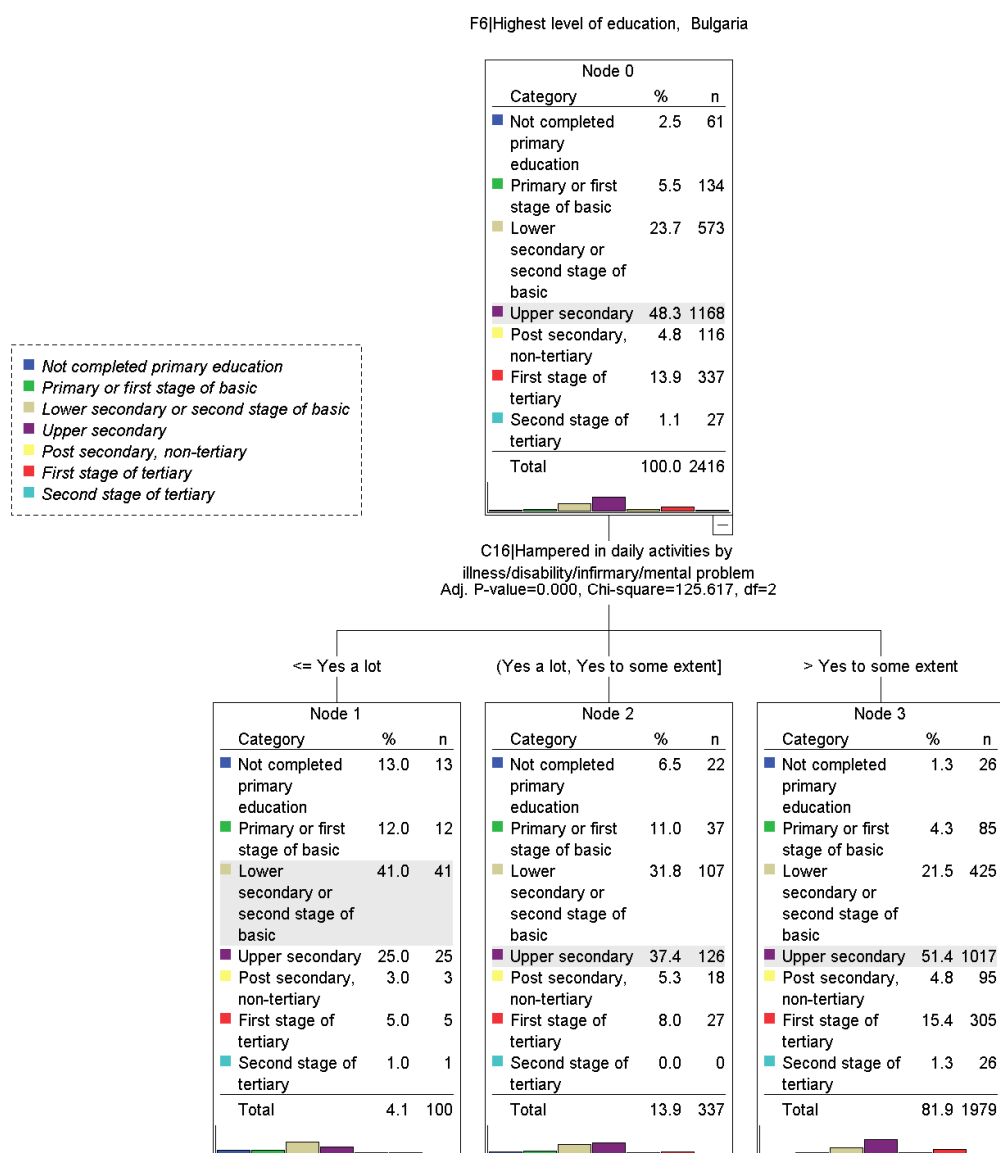 F6|Highest level of education, Bulgaria
Node 0
Category % n
Not completed 2.5 61
primary
education
Primary or first 5.5 134
stage of basic
Lower 23.7 573
secondary or
second stage of
basic
Upper secondary 48.3 1168
Post secondary, 4.8 116
non-tertiary
First stage of 13.9 337
tertiary
Second stage of 1.1 27
tertiary
Total 100.0 2416
Not completed primary education
Primary or first stage of basic
Lower secondary or second stage of basic
Upper secondary
Post secondary, non-tertiary
First stage of tertiary
Second stage of tertiary
C16|Hampered in daily activities by
illness/disability/infirmary/mental problem
Adj. P-value=0.000, Chi-square=125.617, df=2
<= Yes a lot
(Yes a lot, Yes to some extent]
> Yes to some extent
Node 1
Category % n
Not completed 13.0 13
primary
education
Primary or first 12.0 12
stage of basic
Lower 41.0 41
secondary or
second stage of
basic
Upper secondary 25.0 25
Post secondary, 3.0 3
non-tertiary
First stage of 5.0 5
tertiary
Second stage of 1.0 1
tertiary
Total 4.1 100
Node 2
Category % n
Not completed 6.5 22
primary
education
Primary or first 11.0 37
stage of basic
Lower 31.8 107
secondary or
second stage of
basic
Upper secondary 37.4 126
Post secondary, 5.3 18
non-tertiary
First stage of 8.0 27
tertiary
Second stage of 0.0 0
tertiary
Total 13.9 337
Node 3
Category % n
Not completed 1.3 26
primary
education
Primary or first 4.3 85
stage of basic
Lower 21.5 425
secondary or
second stage of
basic
Upper secondary 51.4 1017
Post secondary, 4.8 95
non-tertiary
First stage of 15.4 305
tertiary
Second stage of 1.3 26
tertiary
Total 81.9 1979